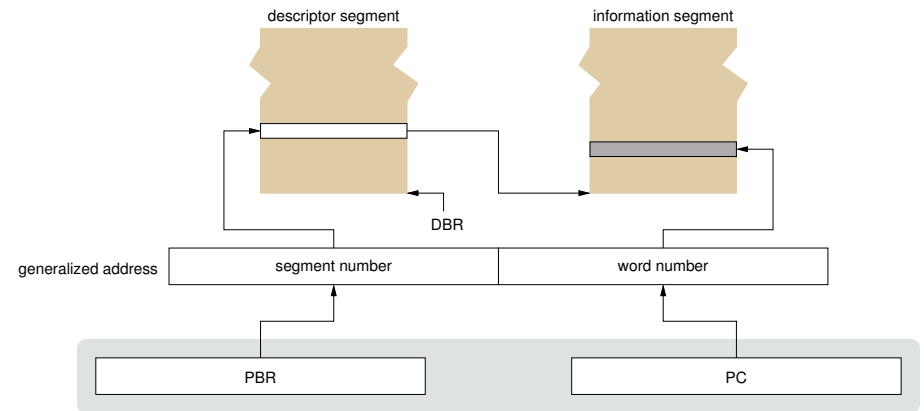 descriptor segment
information segment
DBR
generalized address
segment number
word number
PBR
PC